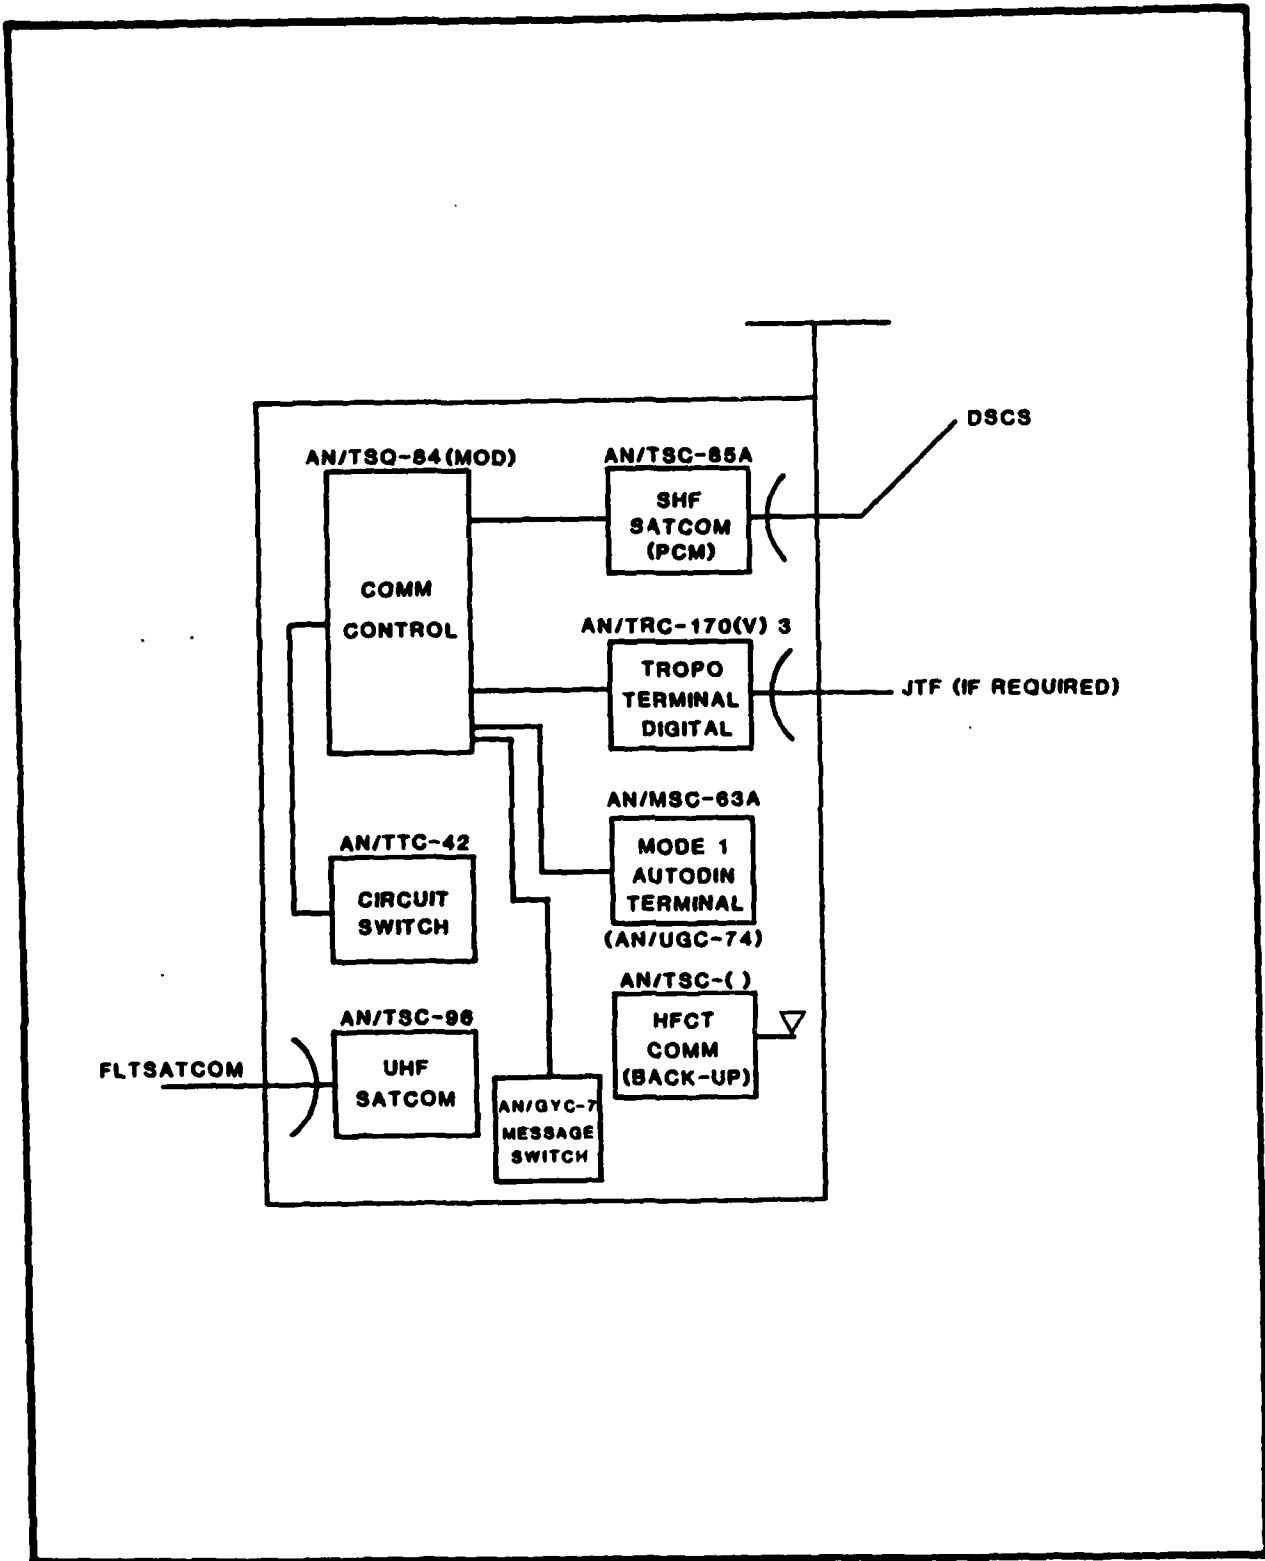 DSCS
AN/TSQ-84(MOD)
COMM
CONTROL
AN/TSC-85A
SHF
SATCOM
(PCM)
AN/TRC-170(V) 3
TROPO
TERMINAL
DIGITAL
JTF (IF REQUIRED)
AN/MSC-63A
MODE 1
AUTODIN
TERMINAL
(AN/UGC-74)
AN/TTC-42
CIRCUIT
SWITCH
AN/TSC-( )
HFCT
COMM
(BACK-UP)
AN/TSC-96
UHF
SATCOM
FLTSATCOM
AN/GYC-7
MESSAGE
SWITCH